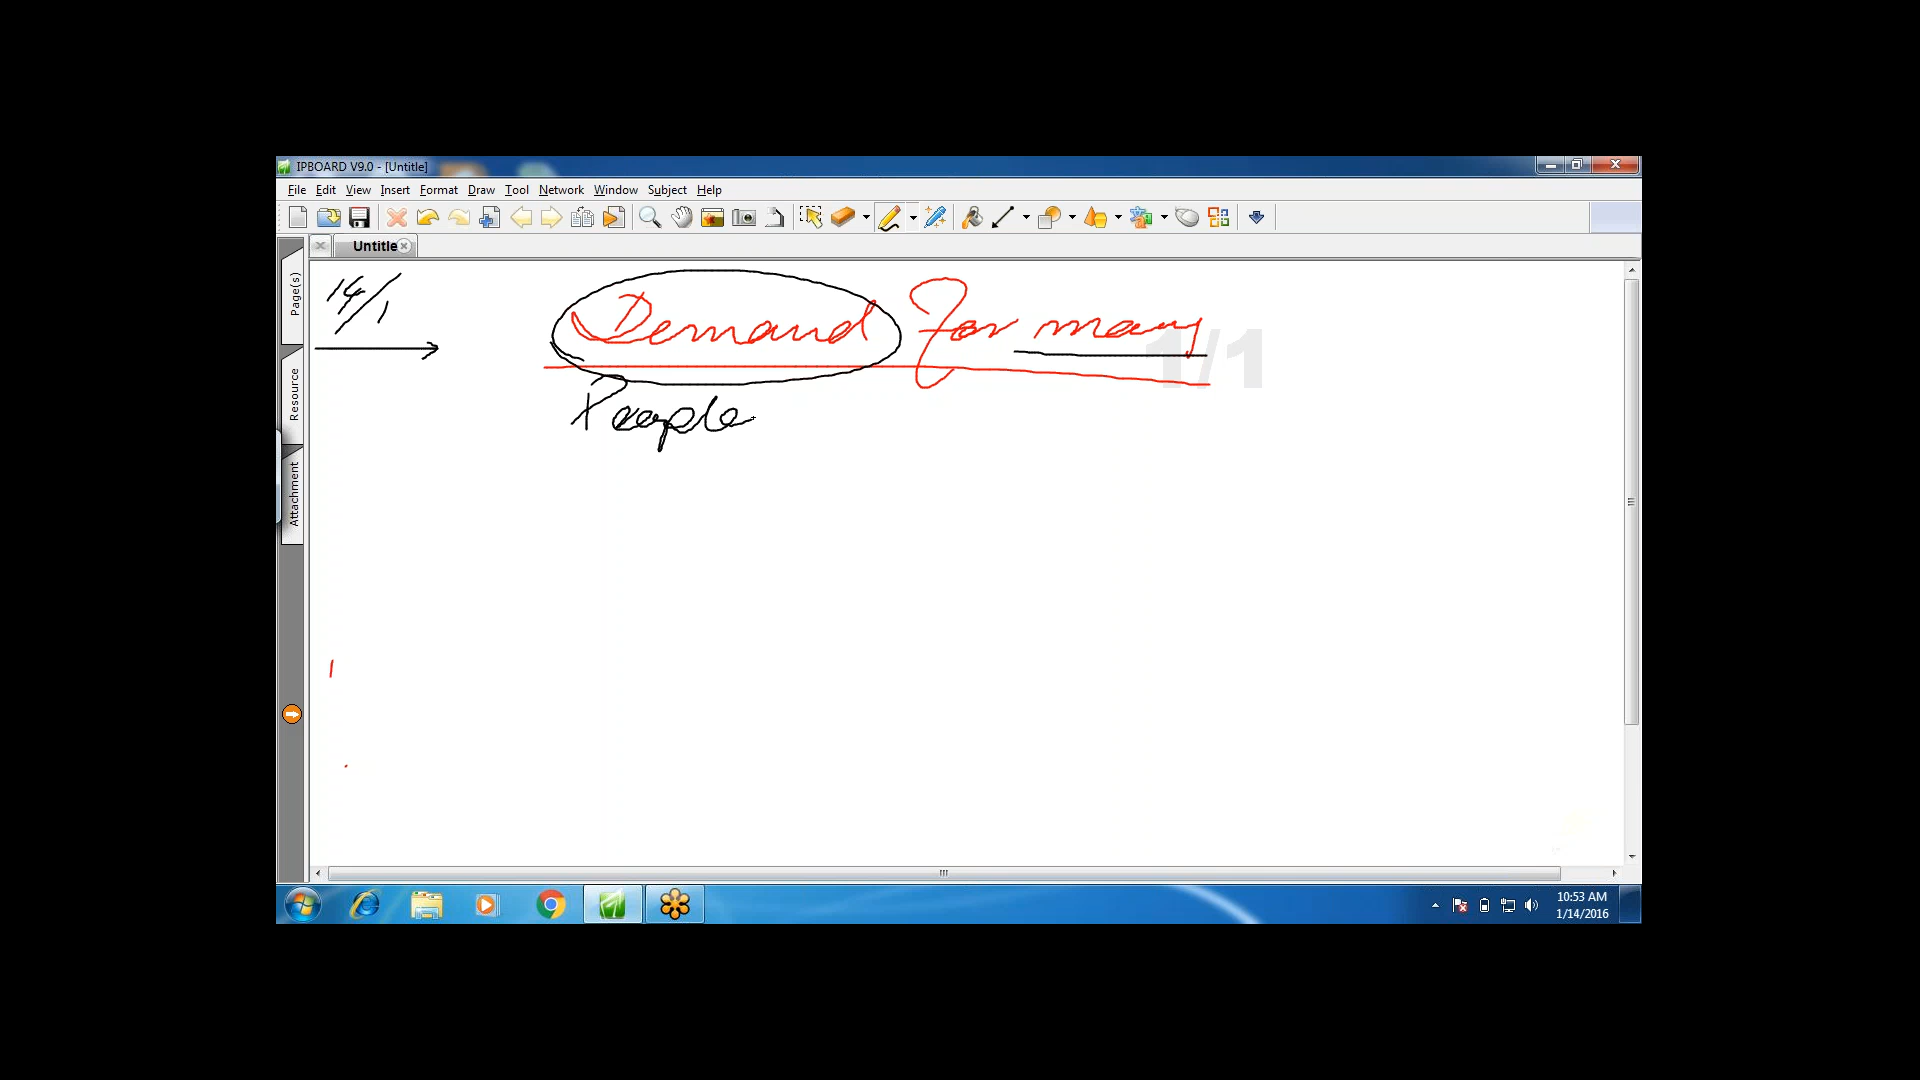 IPBOARD V9.0 - [Untitle]
File Edit View Insert Format Draw Tool Network Window Subject Help
Untitle
Page(s)
Resource
Attachment
14/1
Demand For many
1/1
People
10:53 AM
1/14/2016